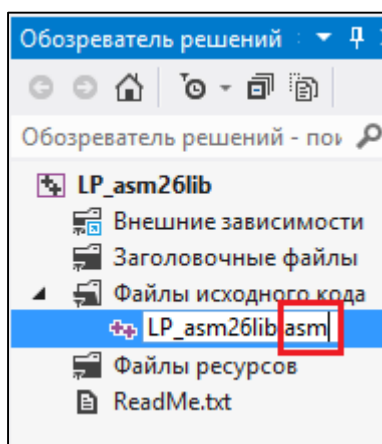 Обозреватель решений
Обозреватель решений - пои
LP_asm26lib
Внешние зависимости
Заголовочные файлы
Файлы исходного кода
LP_asm26lib.asm
Файлы ресурсов
ReadMe.txt